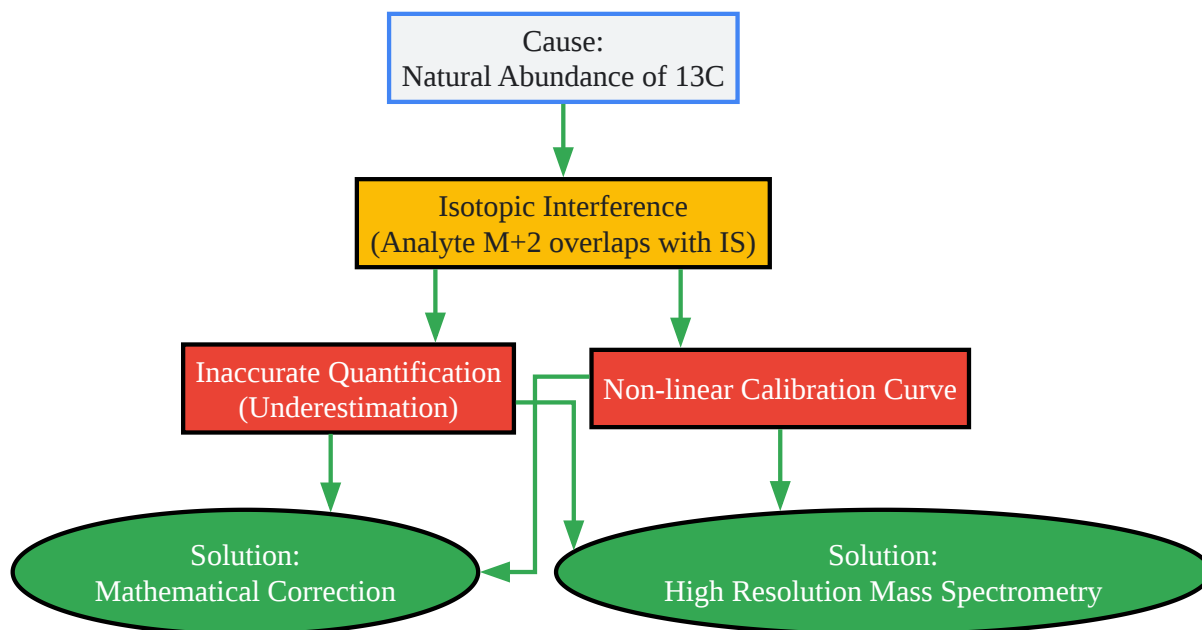 Cause:
Natural Abundance of 13C
Isotopic Interference
(Analyte M+2 overlaps with IS)
Inaccurate Quantification
(Underestimation)
Non-linear Calibration Curve
Solution:
Mathematical Correction
Solution:
High Resolution Mass Spectrometry